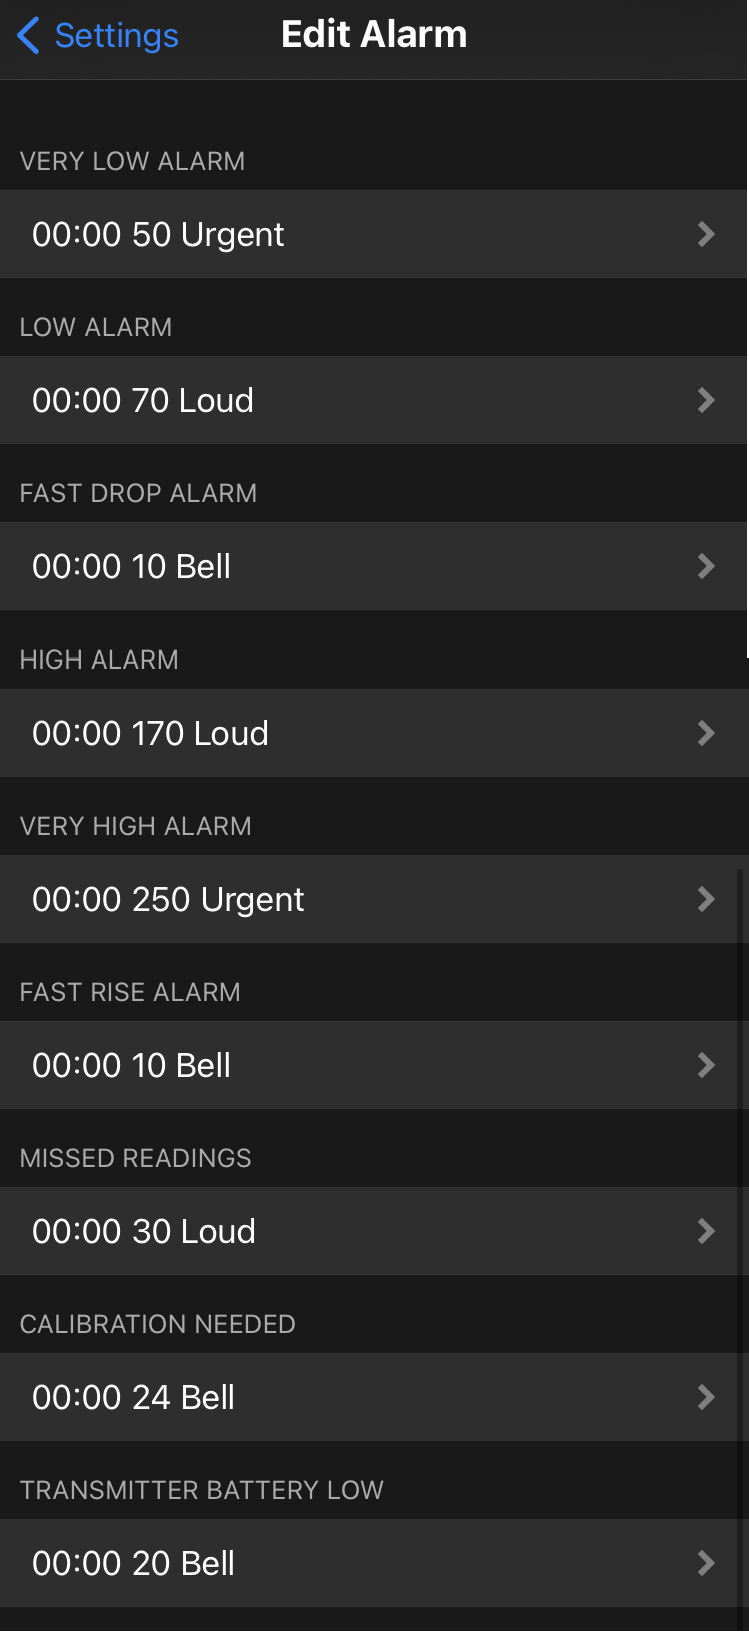 Settings
Edit Alarm
VERY LOW ALARM
00:00 50 Urgent
LOW ALARM
00:00 70 Loud
FAST DROP ALARM
00:00 10 Bell
HIGH ALARM
00:00 170 Loud
VERY HIGH ALARM
00:00 250 Urgent
FAST RISE ALARM
00:00 10 Bell
MISSED READINGS
00:00 30 Loud
CALIBRATION NEEDED
00:00 24 Bell
TRANSMITTER BATTERY LOW
00:00 20 Bell